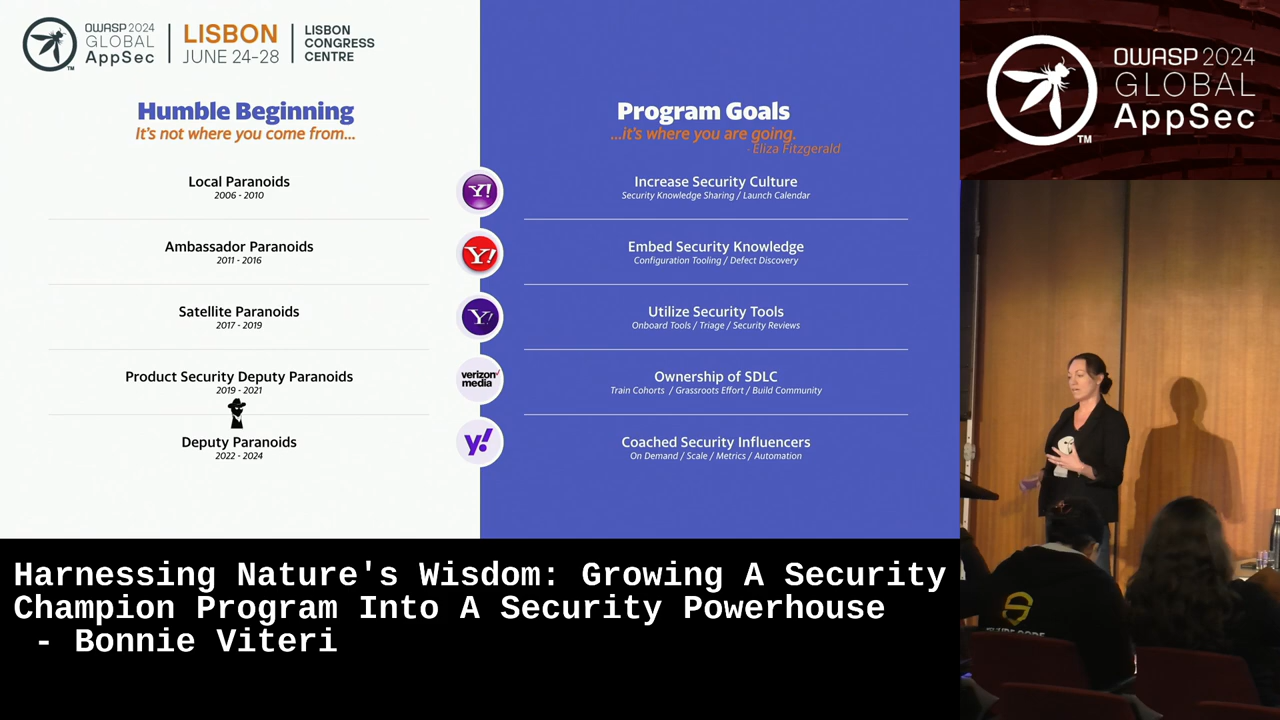 OWASP 2024
GLOBAL
AppSec
TM
LISBON
JUNE 24-28
LISBON
CONGRESS
CENTRE
Humble Beginning
It's not where you come from...
Local Paranoids
2006 - 2010
Ambassador Paranoids
2011 - 2016
Satellite Paranoids
2017 - 2019
Product Security Deputy Paranoids
2019 - 2021
Deputy Paranoids
2022 - 2024
Y!
Y!
Y!
verizon
media
y!
Program Goals
...it's where you are going.
- Eliza Fitzgerald
Increase Security Culture
Security Knowledge Sharing / Launch Calendar
Embed Security Knowledge
Configuration Tooling / Defect Discovery
Utilize Security Tools
Onboard Tools / Triage / Security Reviews
Ownership of SDLC
Train Cohorts / Grassroots Effort / Build Community
Coached Security Influencers
On Demand / Scale / Metrics / Automation
OWASP 2024
GLOBAL
AppSec
TM
Harnessing Nature's Wisdom: Growing A Security
Champion Program Into A Security Powerhouse
- Bonnie Viteri